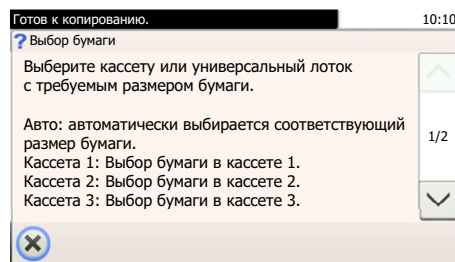 Готов к копированию.
10:10
? Выбор бумаги
Выберите кассету или универсальный лоток
с требуемым размером бумаги.
Авто: автоматически выбирается соответствующий
размер бумаги.
Кассета 1: Выбор бумаги в кассете 1.
Кассета 2: Выбор бумаги в кассете 2.
Кассета 3: Выбор бумаги в кассете 3.
1/2